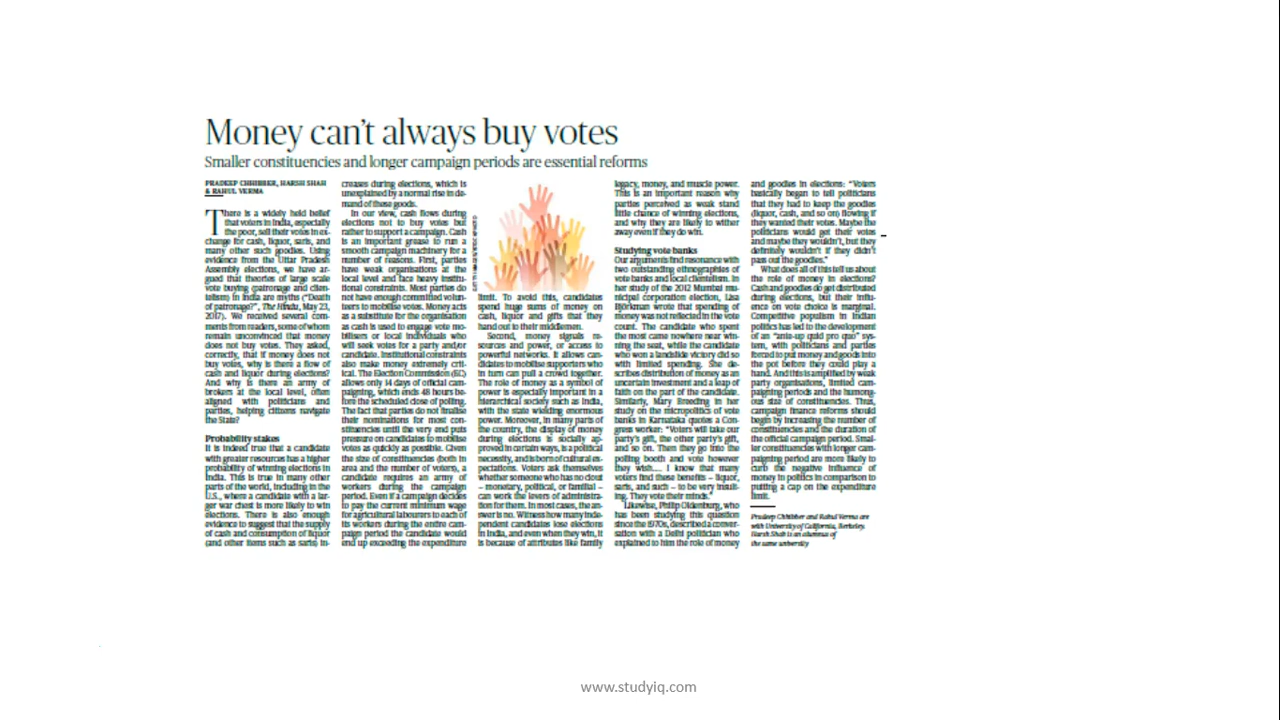 Money can't always buy votes
Smaller constituencies and longer campaign periods are essential reforms
PRADEEP CHHIBBER, HARSH SHAH
& RAHUL VERMA
There is a widely held belief
that voters in India, especially
the poor, sell their votes in ex-
change for cash, liquor, saris, and
many other such goodies. Using
evidence from the Uttar Pradesh
Assembly elections, we have ar-
gued that theories of large scale
vote buying (patronage and clien-
telism) in India are myths ("Death
of patronage?", The Hindu, May 23,
2017). We received several com-
ments from readers, some of whom
remain unconvinced that money
does not buy votes. They asked,
correctly, that if money does not
buy votes, why is there a flow of
cash and liquor during elections?
And why is there an army of
brokers at the local level, often
aligned with politicians and
parties, helping citizens navigate
the State?
Probability stakes
It is indeed true that a candidate
with greater resources has a higher
probability of winning elections in
India. This is true in many other
parts of the world, including in the
U.S., where a candidate with a lar-
ger war chest is more likely to win
elections. There is also enough
evidence to suggest that the supply
of cash and consumption of liquor
(and other items such as saris) in-
creases during elections, which is
unexplained by a normal rise in de-
mand of these goods.
In our view, cash flows during
elections not to buy votes but
rather to support a campaign. Cash
is an important grease to run a
smooth campaign machinery for a
number of reasons. First, parties
have weak organisations at the
local level and face heavy institu-
tional constraints. Most parties do
not have enough committed volun-
teers to mobilise votes. Money acts
as a substitute for the organisation
as cash is used to engage vote mo-
bilisers or local individuals who
will seek votes for a party and/or
candidate. Institutional constraints
also make money extremely crit-
ical. The Election Commission (EC)
allows only 14 days of official cam-
paigning, which ends 48 hours be-
fore the scheduled close of polling.
The fact that parties do not finalise
their nominations for most con-
stituencies until the very end puts
pressure on candidates to mobilise
votes as quickly as possible. Given
the size of constituencies (both in
area and the number of voters), a
candidate requires an army of
workers during the campaign
period. Even if a campaign decides
to pay the current minimum wage
for agricultural labourers to each of
its workers during the entire cam-
paign period the candidate would
end up exceeding the expenditure
limit. To avoid this, candidates
spend huge sums of money on
cash, liquor and gifts that they
hand out to their middlemen.
Second, money signals re-
sources and power, or access to
powerful networks. It allows can-
didates to mobilise supporters who
in turn can pull a crowd together.
The role of money as a symbol of
power is especially important in a
hierarchical society such as India,
with the state wielding enormous
power. Moreover, in many parts of
the country, the display of money
during elections is socially ap-
proved in certain ways, is a political
necessity, and is born of cultural ex-
pectations. Voters ask themselves
whether someone who has no clout
– monetary, political, or familial –
can work the levers of administra-
tion for them. In most cases, the an-
swer is no. Witness how many inde-
pendent candidates lose elections
in India, and even when they win, it
is because of attributes like family
legacy, money, and muscle power.
This is an important reason why
parties perceived as weak stand
little chance of winning elections,
and why they are likely to wither
away even if they do win.
Studying vote banks
Our arguments find resonance with
two outstanding ethnographies of
vote banks and local clientelism. In
her study of the 2012 Mumbai mu-
nicipal corporation election, Lisa
Björkman wrote that spending of
money was not reflected in the vote
count. The candidate who spent
the most came nowhere near win-
ning the seat, while the candidate
who won a landslide victory did so
with limited spending. She de-
scribes distribution of money as an
uncertain investment and a leap of
faith on the part of the candidate.
Similarly, Mary Breeding in her
study on the micropolitics of vote
banks in Karnataka quotes a Con-
gress worker: "Voters will take our
party's gift, the other party's gift,
and so on. Then they go into the
polling booth and vote however
they wish.... I know that many
voters find these benefits – liquor,
saris, and such – to be very insult-
ing. They vote their minds."
Likewise, Philip Oldenburg, who
has been studying this question
since the 1970s, described a conver-
sation with a Delhi politician who
explained to him the role of money
and goodies in elections: "Voters
basically began to tell politicians
that they had to keep the goodies
(liquor, cash, and so on) flowing if
they wanted their votes. Maybe the
politicians would get their votes
and maybe they wouldn't, but they
definitely wouldn't if they didn't
pass out the goodies."
What does all of this tell us about
the role of money in elections?
Cash and goodies do get distributed
during elections, but their influ-
ence on vote choice is marginal.
Competitive populism in Indian
politics has led to the development
of an "ante-up quid pro quo" sys-
tem, with politicians and parties
forced to put money and goods into
the pot before they could play a
hand. And this is amplified by weak
party organisations, limited cam-
paigning periods and the humong-
ous size of constituencies. Thus,
campaign finance reforms should
begin by increasing the number of
constituencies and the duration of
the official campaign period. Smal-
ler constituencies with longer cam-
paigning period are more likely to
curb the negative influence of
money in politics in comparison to
putting a cap on the expenditure
limit.
Pradeep Chhibber and Rahul Verma are
with University of California, Berkeley.
Harsh Shah is an alumnus of
the same university
www.studyiq.com